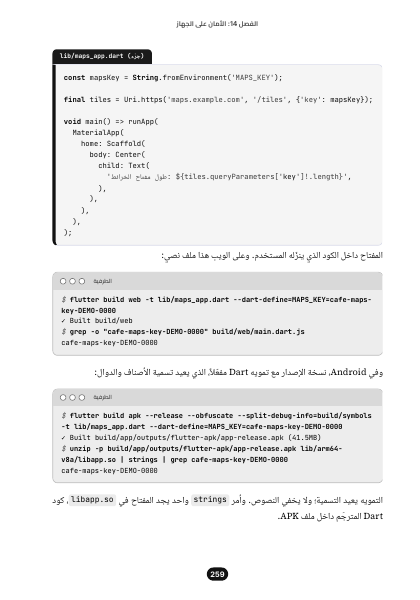 الفصل 14: الأمان على الجهاز
lib/maps_app.dart (جزء)
const mapsKey = String.fromEnvironment('MAPS_KEY');
final tiles = Uri.https('maps.example.com', '/tiles', {'key': mapsKey});
void main() => runApp(
MaterialApp(
home: Scaffold(
body: Center(
child: Text(
'طول مفتاح الخرائط: ${tiles.queryParameters['key']!.length}',
),
),
),
),
);
المفتاح داخل الكود الذي ينزّله المستخدم. وعلى الويب هذا ملف نصي:
الطرفية
$ flutter build web -t lib/maps_app.dart --dart-define=MAPS_KEY=cafe-maps-
key-DEMO-0000
✓ Built build/web
$ grep -o "cafe-maps-key-DEMO-0000" build/web/main.dart.js
cafe-maps-key-DEMO-0000
وفي Android، نسخة الإصدار مع تمويه Dart مفعّلاً، الذي يعيد تسمية الأصناف والدوال:
الطرفية
$ flutter build apk --release --obfuscate --split-debug-info=build/symbols
-t lib/maps_app.dart --dart-define=MAPS_KEY=cafe-maps-key-DEMO-0000
✓ Built build/app/outputs/flutter-apk/app-release.apk (41.5MB)
$ unzip -p build/app/outputs/flutter-apk/app-release.apk lib/arm64-
v8a/libapp.so | strings | grep cafe-maps-key-DEMO-0000
cafe-maps-key-DEMO-0000
التمويه يعيد التسمية؛ ولا يخفي النصوص. وأمر strings واحد يجد المفتاح في libapp.so، كود
Dart المترجَم داخل ملف APK.
259